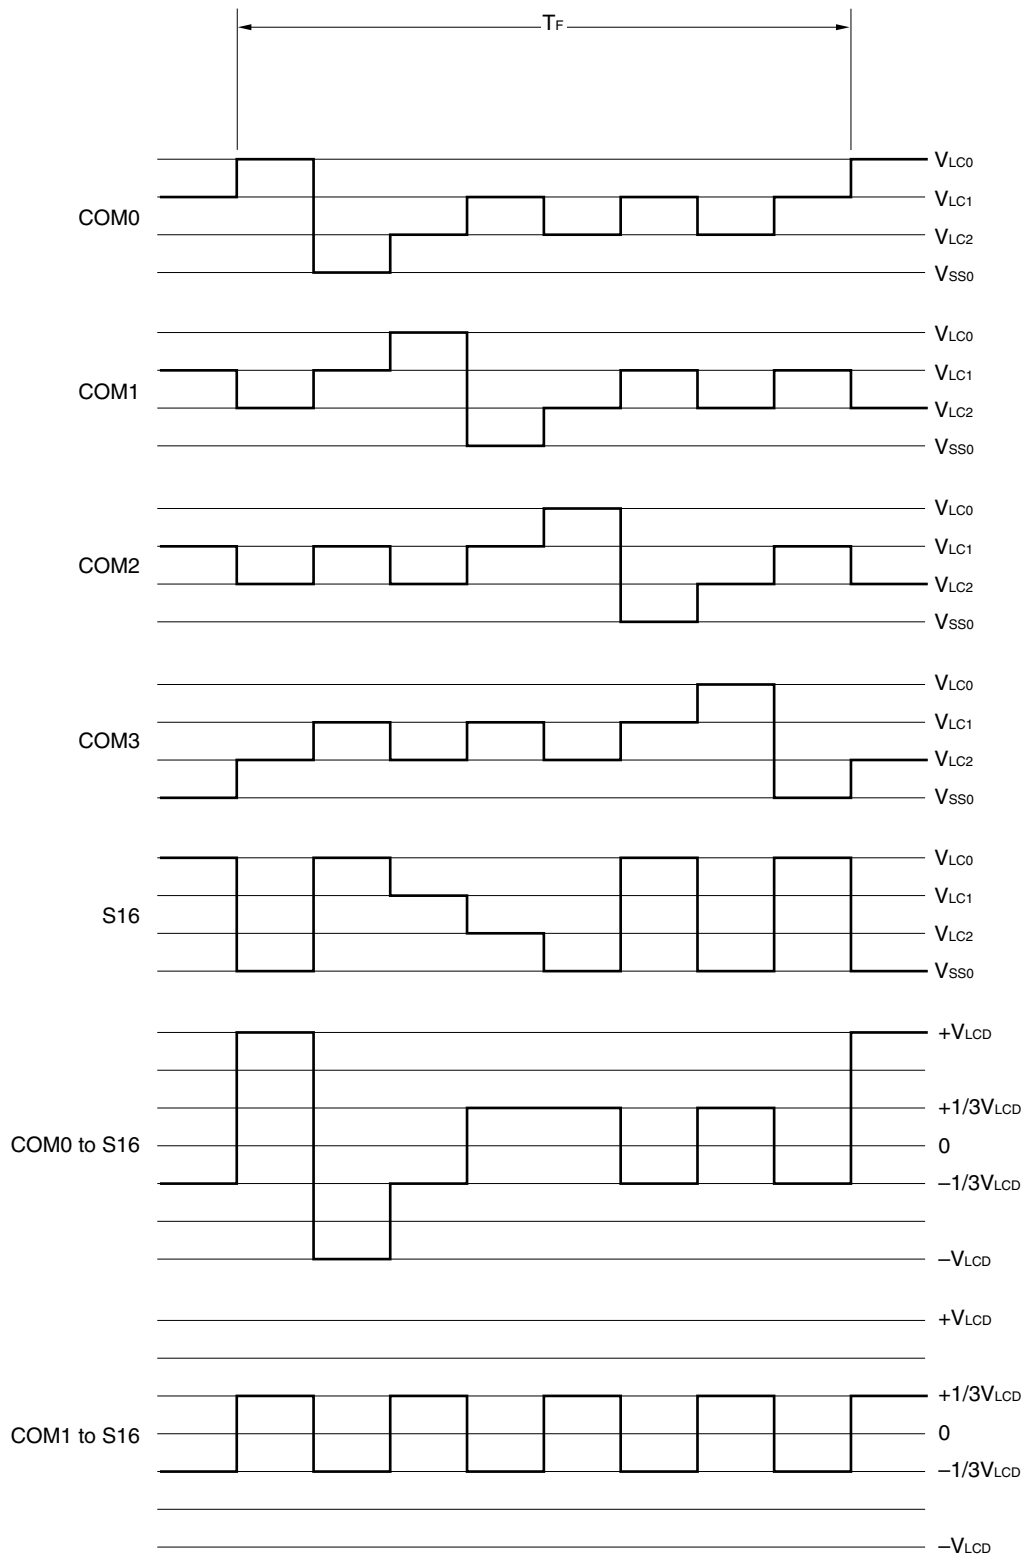 TF
VLC0
VLC1
COM0
VLC2
VSS0
VLC0
VLC1
COM1
VLC2
VSS0
VLC0
VLC1
COM2
VLC2
VSS0
VLC0
VLC1
COM3
VLC2
VSS0
VLC0
VLC1
S16
VLC2
VSS0
+VLCD
+1/3VLCD
COM0 to S16
0
–1/3VLCD
–VLCD
+VLCD
+1/3VLCD
COM1 to S16
0
–1/3VLCD
–VLCD